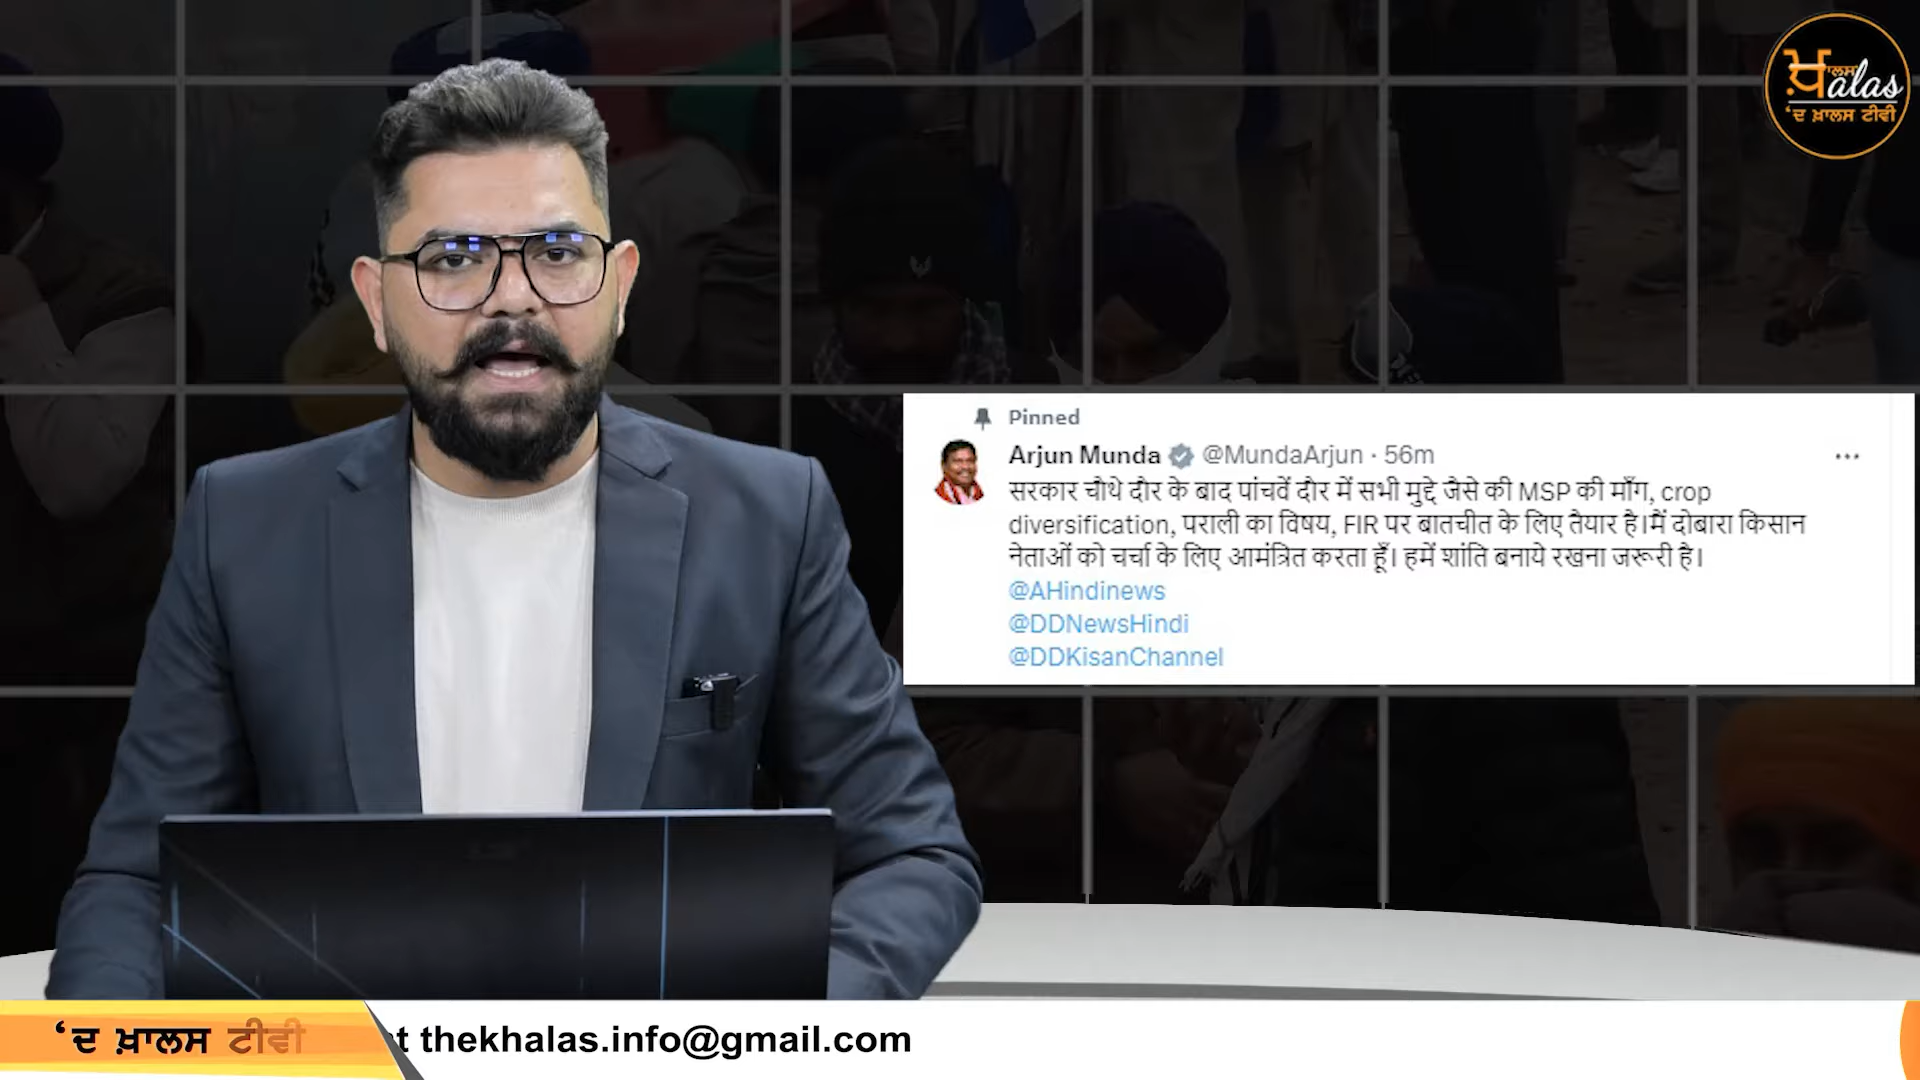 ਖ਼ਾਲਸ
alas
‘ਦ ਖ਼ਾਲਸ ਟੀਵੀ
Pinned
Arjun Munda @MundaArjun · 56m
सरकार चौथे दौर के बाद पांचवें दौर में सभी मुद्दे जैसे की MSP की माँग, crop
diversification, पराली का विषय, FIR पर बातचीत के लिए तैयार है।मैं दोबारा किसान
नेताओं को चर्चा के लिए आमंत्रित करता हूँ। हमें शांति बनाये रखना जरूरी है।
@AHindinews
@DDNewsHindi
@DDKisanChannel
‘ਦ ਖ਼ਾਲਸ ਟੀਵੀ
thekhalas.info@gmail.com